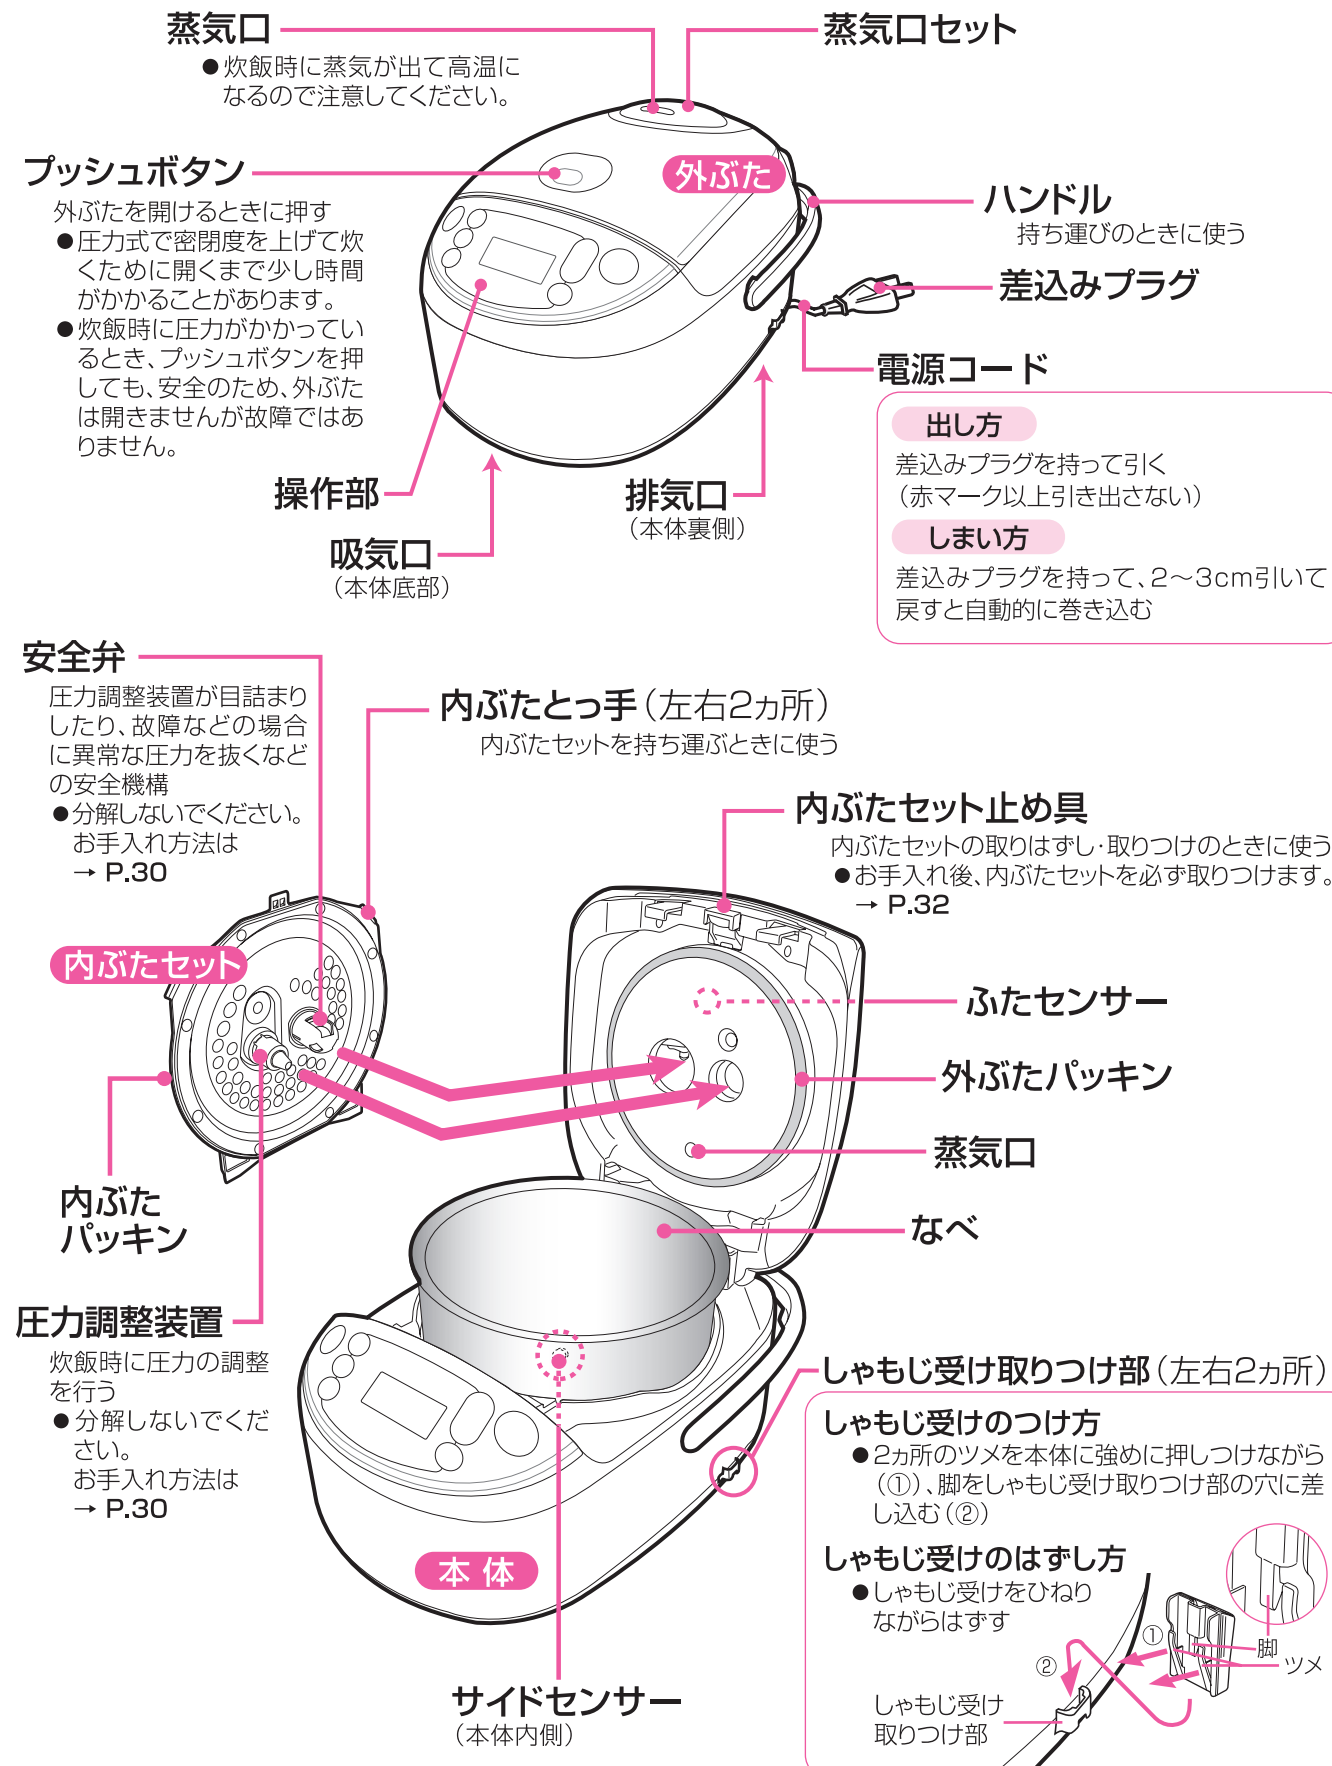 蒸気口
●炊飯時に蒸気が出て高温に
なるので注意してください。
蒸気口セット
プッシュボタン
外ぶたを開けるときに押す
●圧力式で密閉度を上げて炊
くために開くまで少し時間
がかかることがあります。
●炊飯時に圧力がかかってい
るとき、プッシュボタンを押
しても、安全のため、外ぶた
は開きませんが故障ではあ
りません。
外ぶた
ハンドル
持ち運びのときに使う
差込みプラグ
電源コード
出し方
差込みプラグを持って引く
（赤マーク以上引き出さない）
しまい方
差込みプラグを持って、2〜3cm引いて
戻すと自動的に巻き込む
操作部
吸気口
（本体底部）
排気口
（本体裏側）
安全弁
圧力調整装置が目詰まり
したり、故障などの場合
に異常な圧力を抜くなど
の安全機構
●分解しないでください。
お手入れ方法は
→ P.30
内ぶたとっ手（左右2ヵ所）
内ぶたセットを持ち運ぶときに使う
内ぶたセット止め具
内ぶたセットの取りはずし・取りつけのときに使う
●お手入れ後、内ぶたセットを必ず取りつけます。
→ P.32
内ぶたセット
ふたセンサー
外ぶたパッキン
蒸気口
なべ
内ぶた
パッキン
圧力調整装置
炊飯時に圧力の調整
を行う
●分解しないでくだ
さい。
お手入れ方法は
→ P.30
本体
サイドセンサー
（本体内側）
しゃもじ受け取りつけ部（左右2ヵ所）
しゃもじ受けのつけ方
●2ヵ所のツメを本体に強めに押しつけながら
（①）、脚をしゃもじ受け取りつけ部の穴に差
し込む（②）
しゃもじ受けのはずし方
●しゃもじ受けをひねり
ながらはずす
①
②
脚
ツメ
しゃもじ受け
取りつけ部